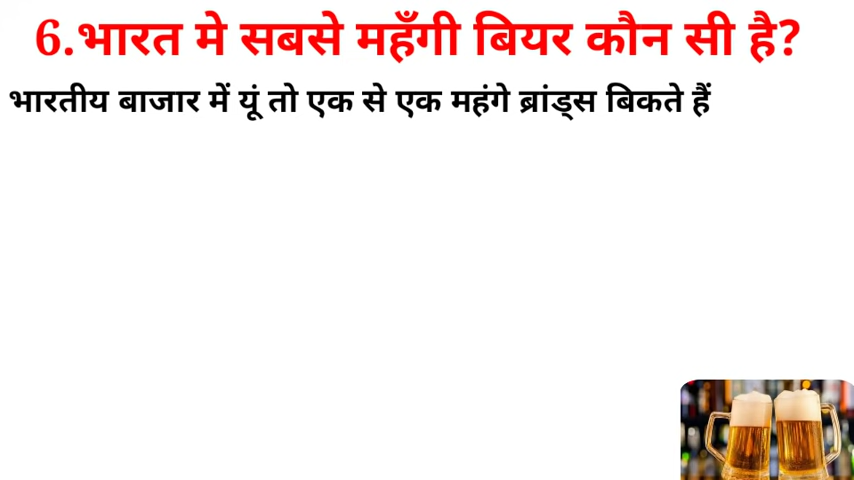 6.भारत मे सबसे महँगी बियर कौन सी है?
भारतीय बाजार में यूं तो एक से एक महंगे ब्रांड्स बिकते हैं